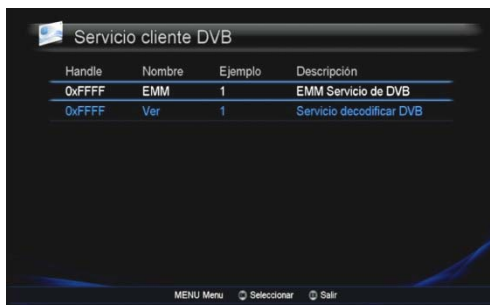 Servicio cliente DVB
Handle Nombre Ejemplo Descripción
0xFFFF EMM 1 EMM Servicio de DVB
0xFFFF Ver 1 Servicio decodificar DVB
MENU Menu Seleccionar Salir